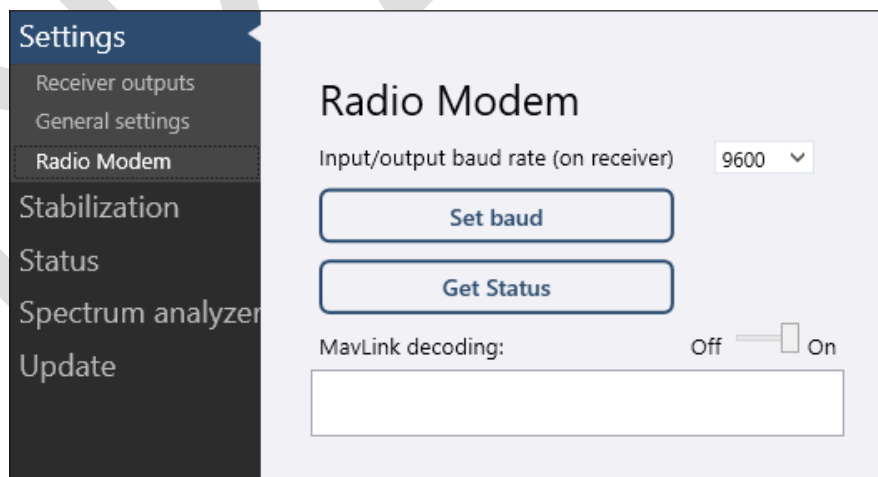 Settings
Receiver outputs
General settings
Radio Modem
Stabilization
Status
Spectrum analyzer
Update
Radio Modem
Input/output baud rate (on receiver) 9600
Set baud
Get Status
MavLink decoding: Off On